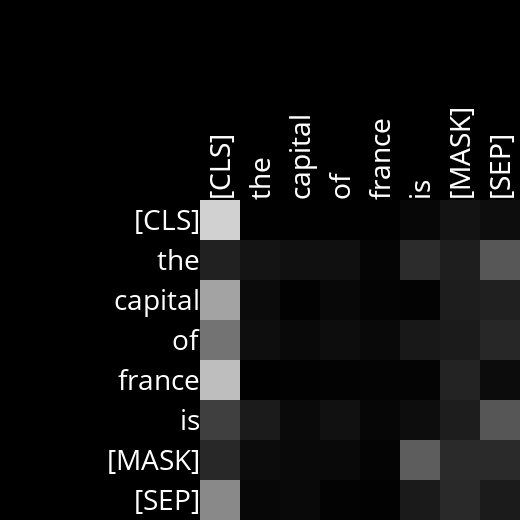 [CLS] the capital of france is [MASK] [SEP]
[CLS]
the
capital
of
france
is
[MASK]
[SEP]